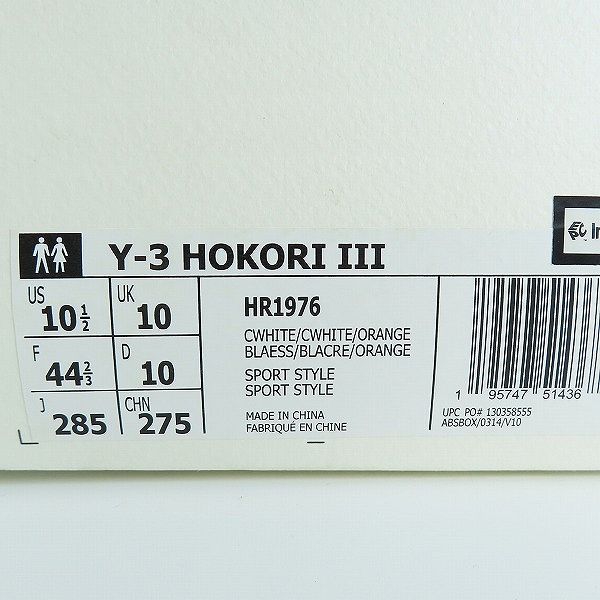 Y-3 HOKORI III
US 10 1/2 UK 10
F 44 2/3 D 10
J 285 CHN 275
HR1976
CWHITE/CWHITE/ORANGE
BLAESS/BLACRE/ORANGE
SPORT STYLE
SPORT STYLE
MADE IN CHINA
FABRIQUÉ EN CHINE
1 95747 51436
UPC PO# 130358555
ABSBOX/0314/V10